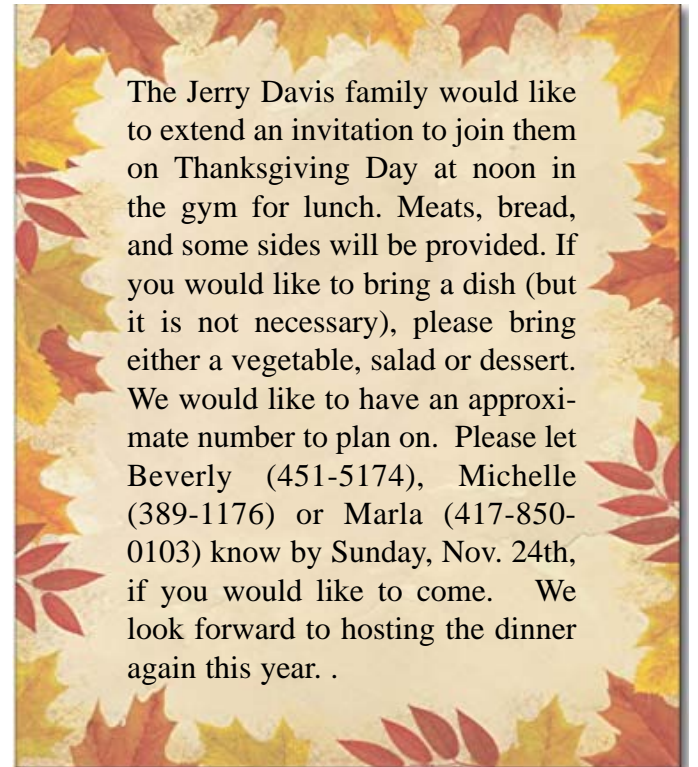 The Jerry Davis family would like
to extend an invitation to join them
on Thanksgiving Day at noon in
the gym for lunch. Meats, bread,
and some sides will be provided. If
you would like to bring a dish (but
it is not necessary), please bring
either a vegetable, salad or dessert.
We would like to have an approxi-
mate number to plan on.  Please let
Beverly (451-5174), Michelle
(389-1176) or Marla (417-850-
0103) know by Sunday, Nov. 24th,
if you would like to come.   We
look forward to hosting the dinner
again this year. .